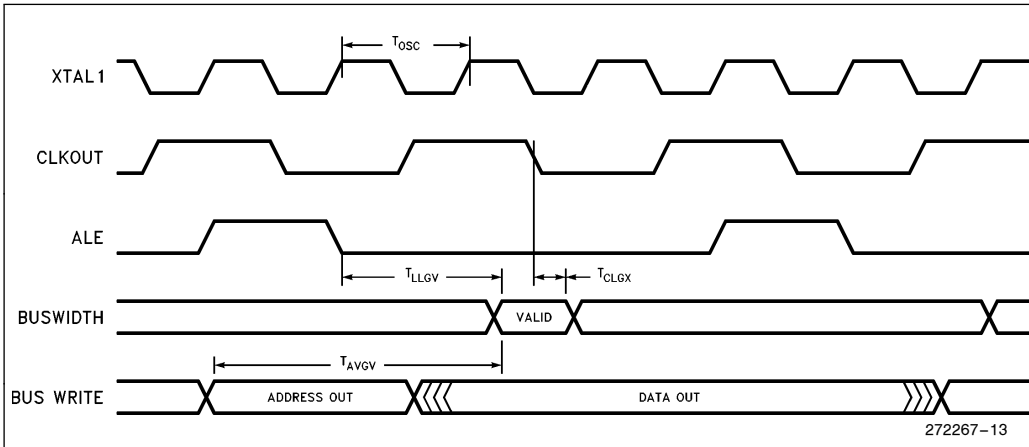 TOSC
XTAL1
CLKOUT
ALE
TLLGV
TCLGX
BUSWIDTH
VALID
TAVGV
BUS WRITE
ADDRESS OUT
DATA OUT
272267-13